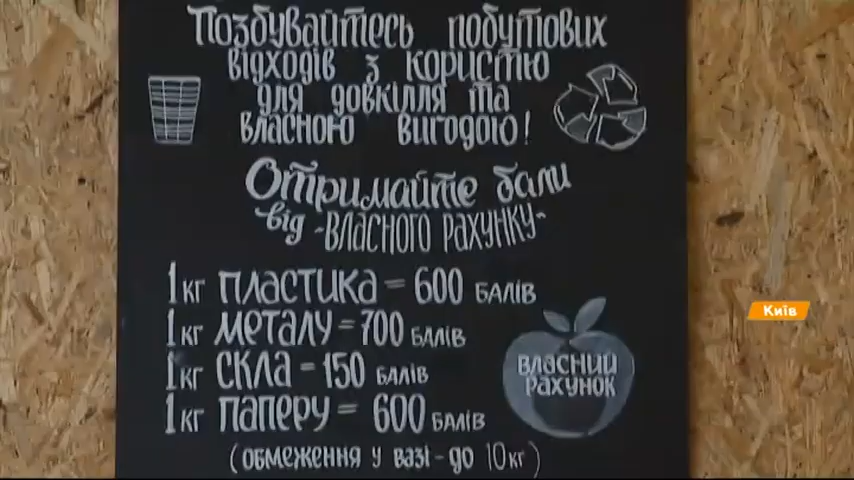 Позбувайтесь побутових
відходів з користю
для довкілля та
власною вигодою!
Отримайте бали
від "Власного рахунку"
1кг пластика = 600 балів
1кг металу = 700 балів
1кг скла = 150 балів
1кг паперу = 600 балів
(обмеження у вазі - до 10кг)
Власний
рахунок
Київ